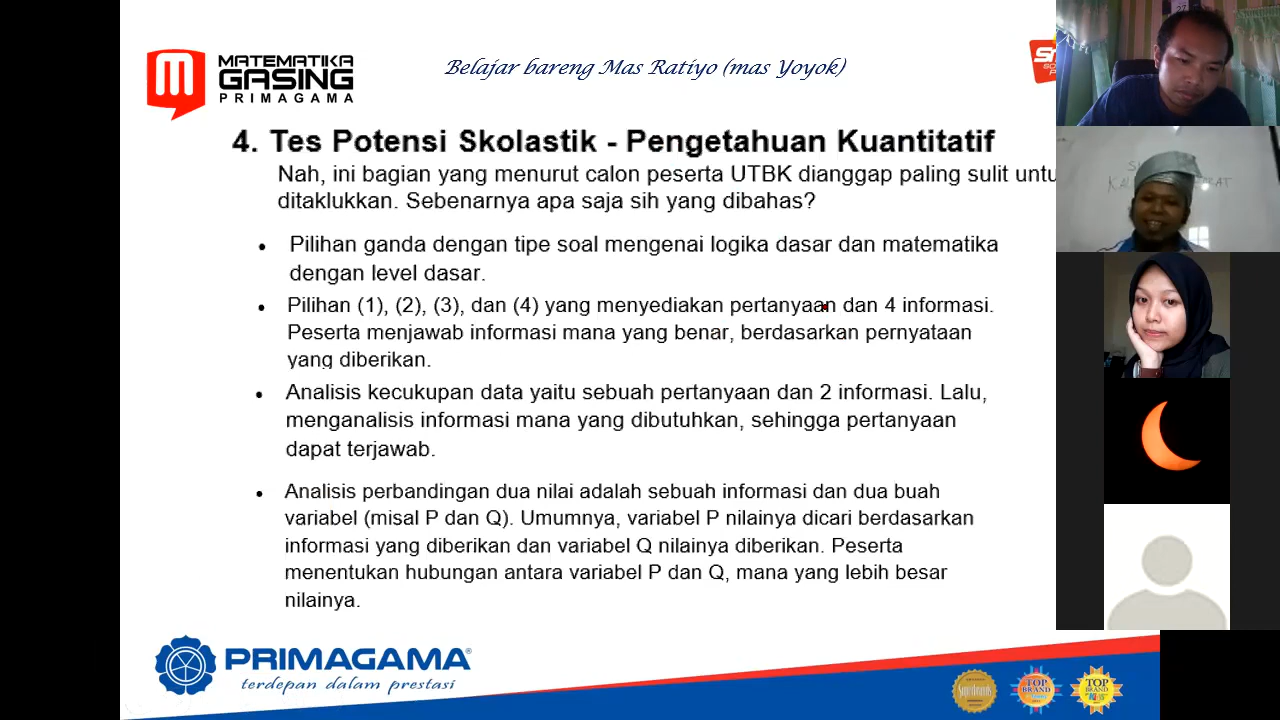 MATEMATIKA
GASING
PRIMAGAMA
Belajar bareng Mas Ratiyo (mas Yoyok)
4. Tes Potensi Skolastik - Pengetahuan Kuantitatif
Nah, ini bagian yang menurut calon peserta UTBK dianggap paling sulit untu
ditaklukkan. Sebenarnya apa saja sih yang dibahas?
• Pilihan ganda dengan tipe soal mengenai logika dasar dan matematika
dengan level dasar.
• Pilihan (1), (2), (3), dan (4) yang menyediakan pertanyaan dan 4 informasi.
Peserta menjawab informasi mana yang benar, berdasarkan pernyataan
yang diberikan.
• Analisis kecukupan data yaitu sebuah pertanyaan dan 2 informasi. Lalu,
menganalisis informasi mana yang dibutuhkan, sehingga pertanyaan
dapat terjawab.
• Analisis perbandingan dua nilai adalah sebuah informasi dan dua buah
variabel (misal P dan Q). Umumnya, variabel P nilainya dicari berdasarkan
informasi yang diberikan dan variabel Q nilainya diberikan. Peserta
menentukan hubungan antara variabel P dan Q, mana yang lebih besar
nilainya.
PRIMAGAMA®
terdepan dalam prestasi
Superbrands
TOP
BRAND
TOP
BRAND